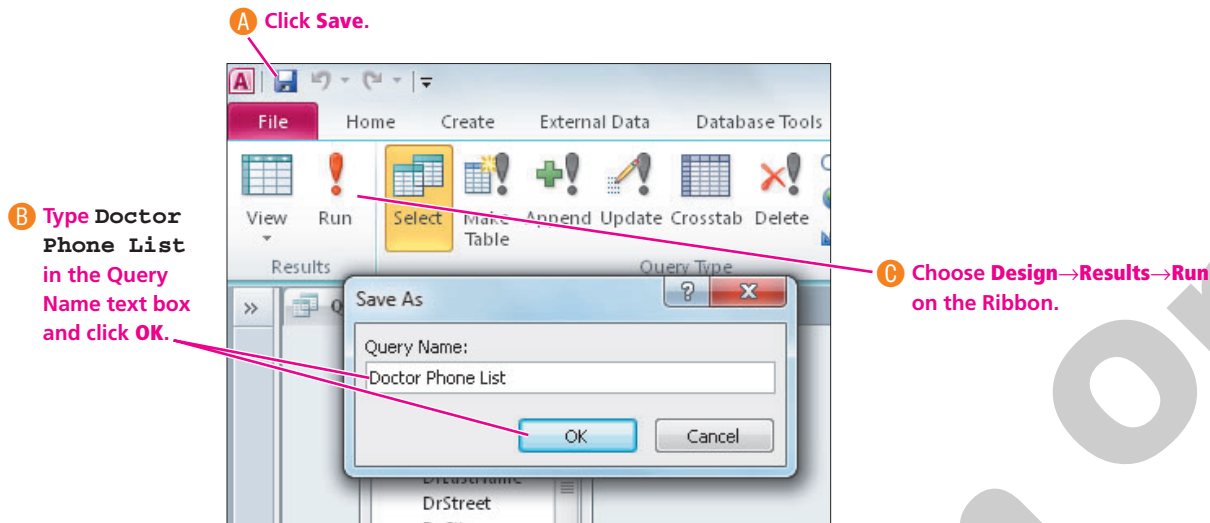 A Click Save.
A
File Home Create External Data Database Tools
View Run Select Make Table Append Update Crosstab Delete
Results Query Type
B Type Doctor
Phone List
in the Query
Name text box
and click OK.
C Choose Design→Results→Run
on the Ribbon.
»
Save As
Query Name:
Doctor Phone List
OK Cancel
DrLastName
DrStreet